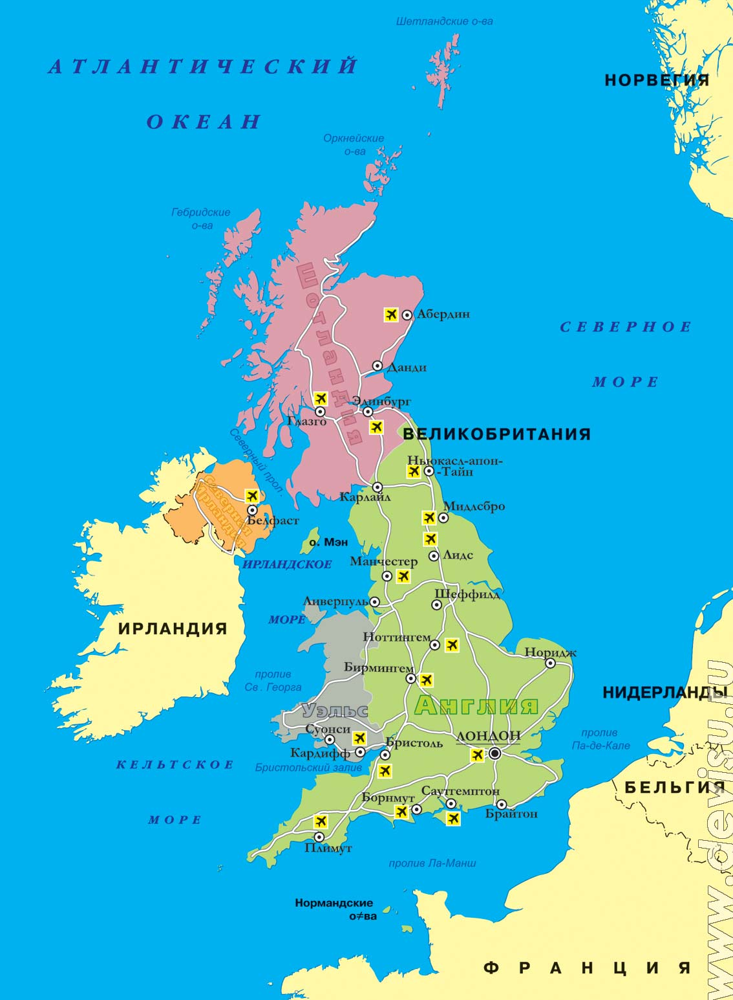 Шетландские о-ва
АТЛАНТИЧЕСКИЙ
НОРВЕГИЯ
ОКЕАН
Оркнейские
о-ва
Гебридские
о-ва
Шотландия
Абердин
СЕВЕРНОЕ
МОРЕ
Данди
Эдинбург
Глазго
ВЕЛИКОБРИТАНИЯ
Северный прол.
Ньюкасл-апон-
-Тайн
Северная
Ирландия
Карлайл
Мидлсбро
Белфаст
о. Мэн
Лидс
Манчестер
ИРЛАНДСКОЕ
МОРЕ
Шеффилд
Ливерпуль
ИРЛАНДИЯ
Ноттингем
Норидж
Бирмингем
пролив
Св. Георга
НИДЕРЛАНДЫ
Англия
Уэльс
Суонси
ЛОНДОН
пролив
Па-де-Кале
Бристоль
Кардифф
Бристольский залив
КЕЛЬТСКОЕ
МОРЕ
БЕЛЬГИЯ
Саутгемптон
Борнмут
Брайтон
Плимут
пролив Ла-Манш
Нормандские
о≠ва
ФРАНЦИЯ
www.devisu.ru